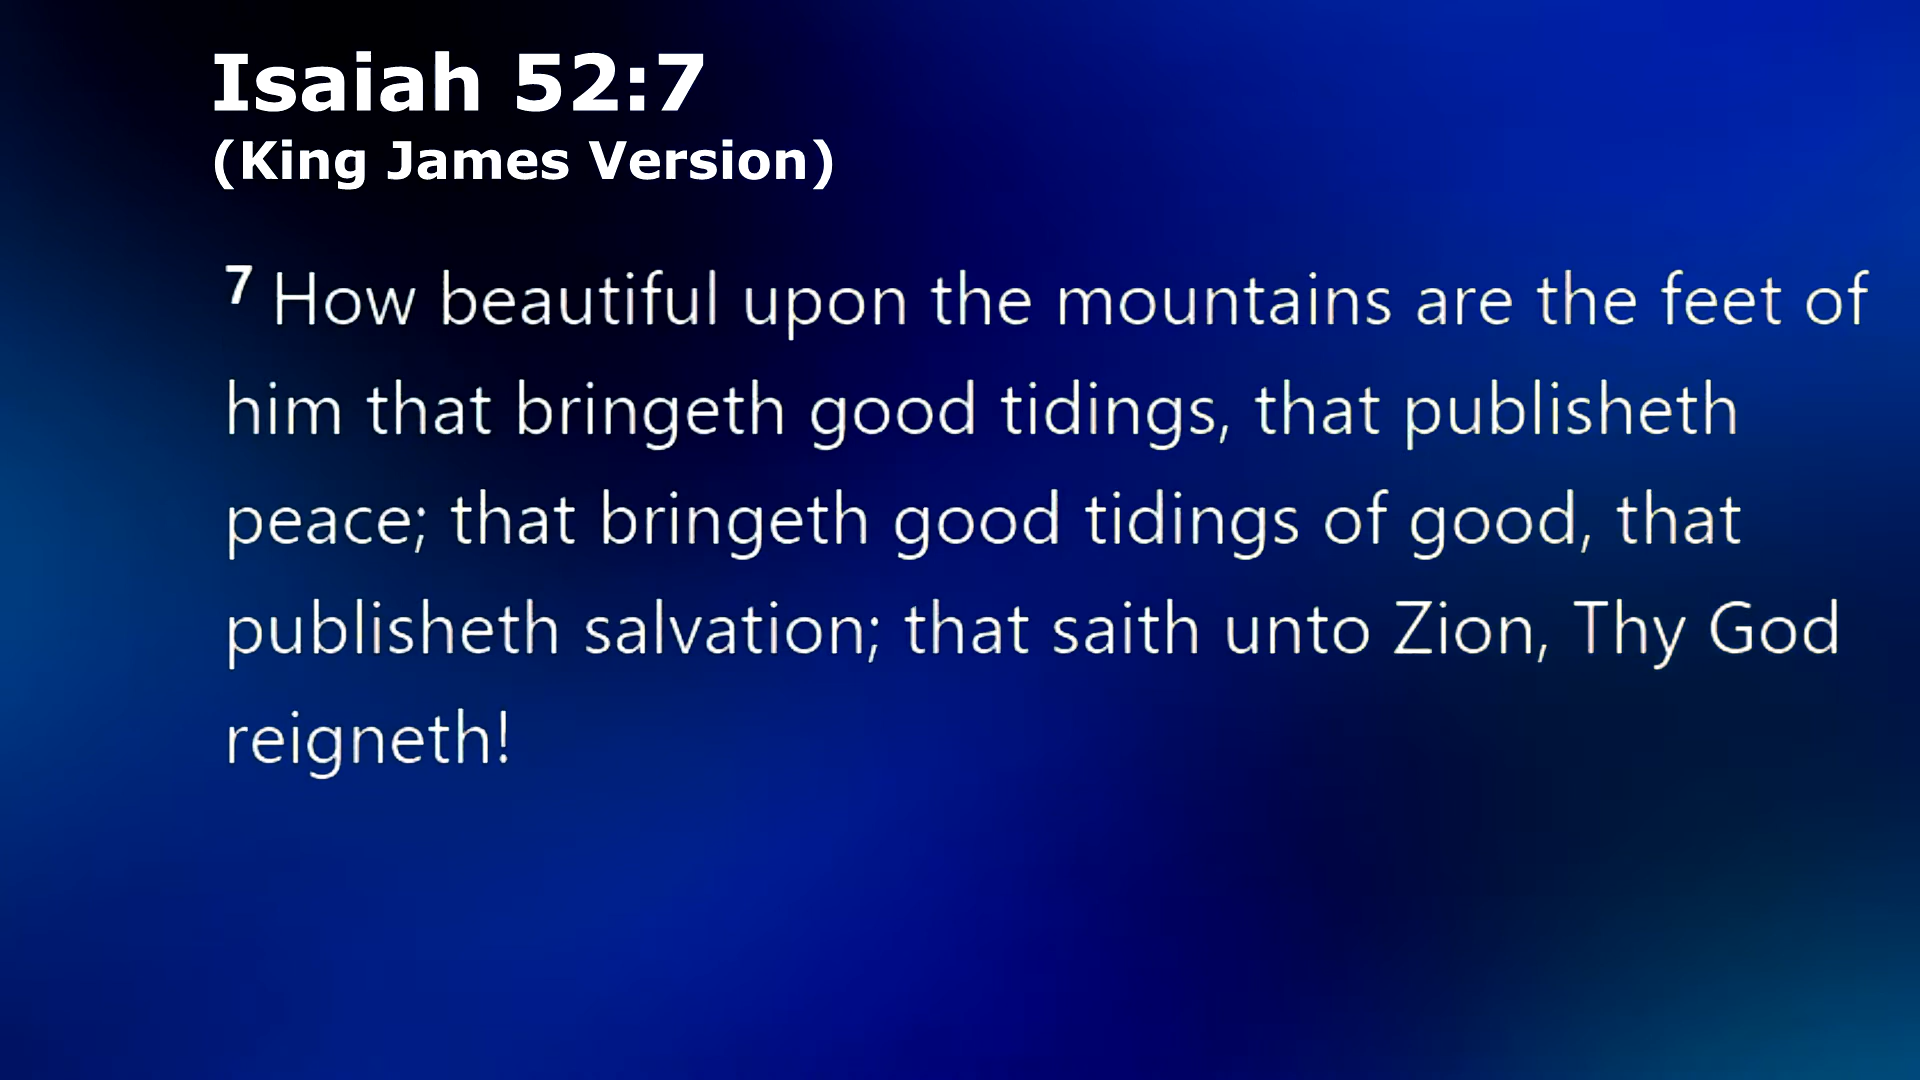 Isaiah 52:7
(King James Version)
7 How beautiful upon the mountains are the feet of
him that bringeth good tidings, that publisheth
peace; that bringeth good tidings of good, that
publisheth salvation; that saith unto Zion, Thy God
reigneth!